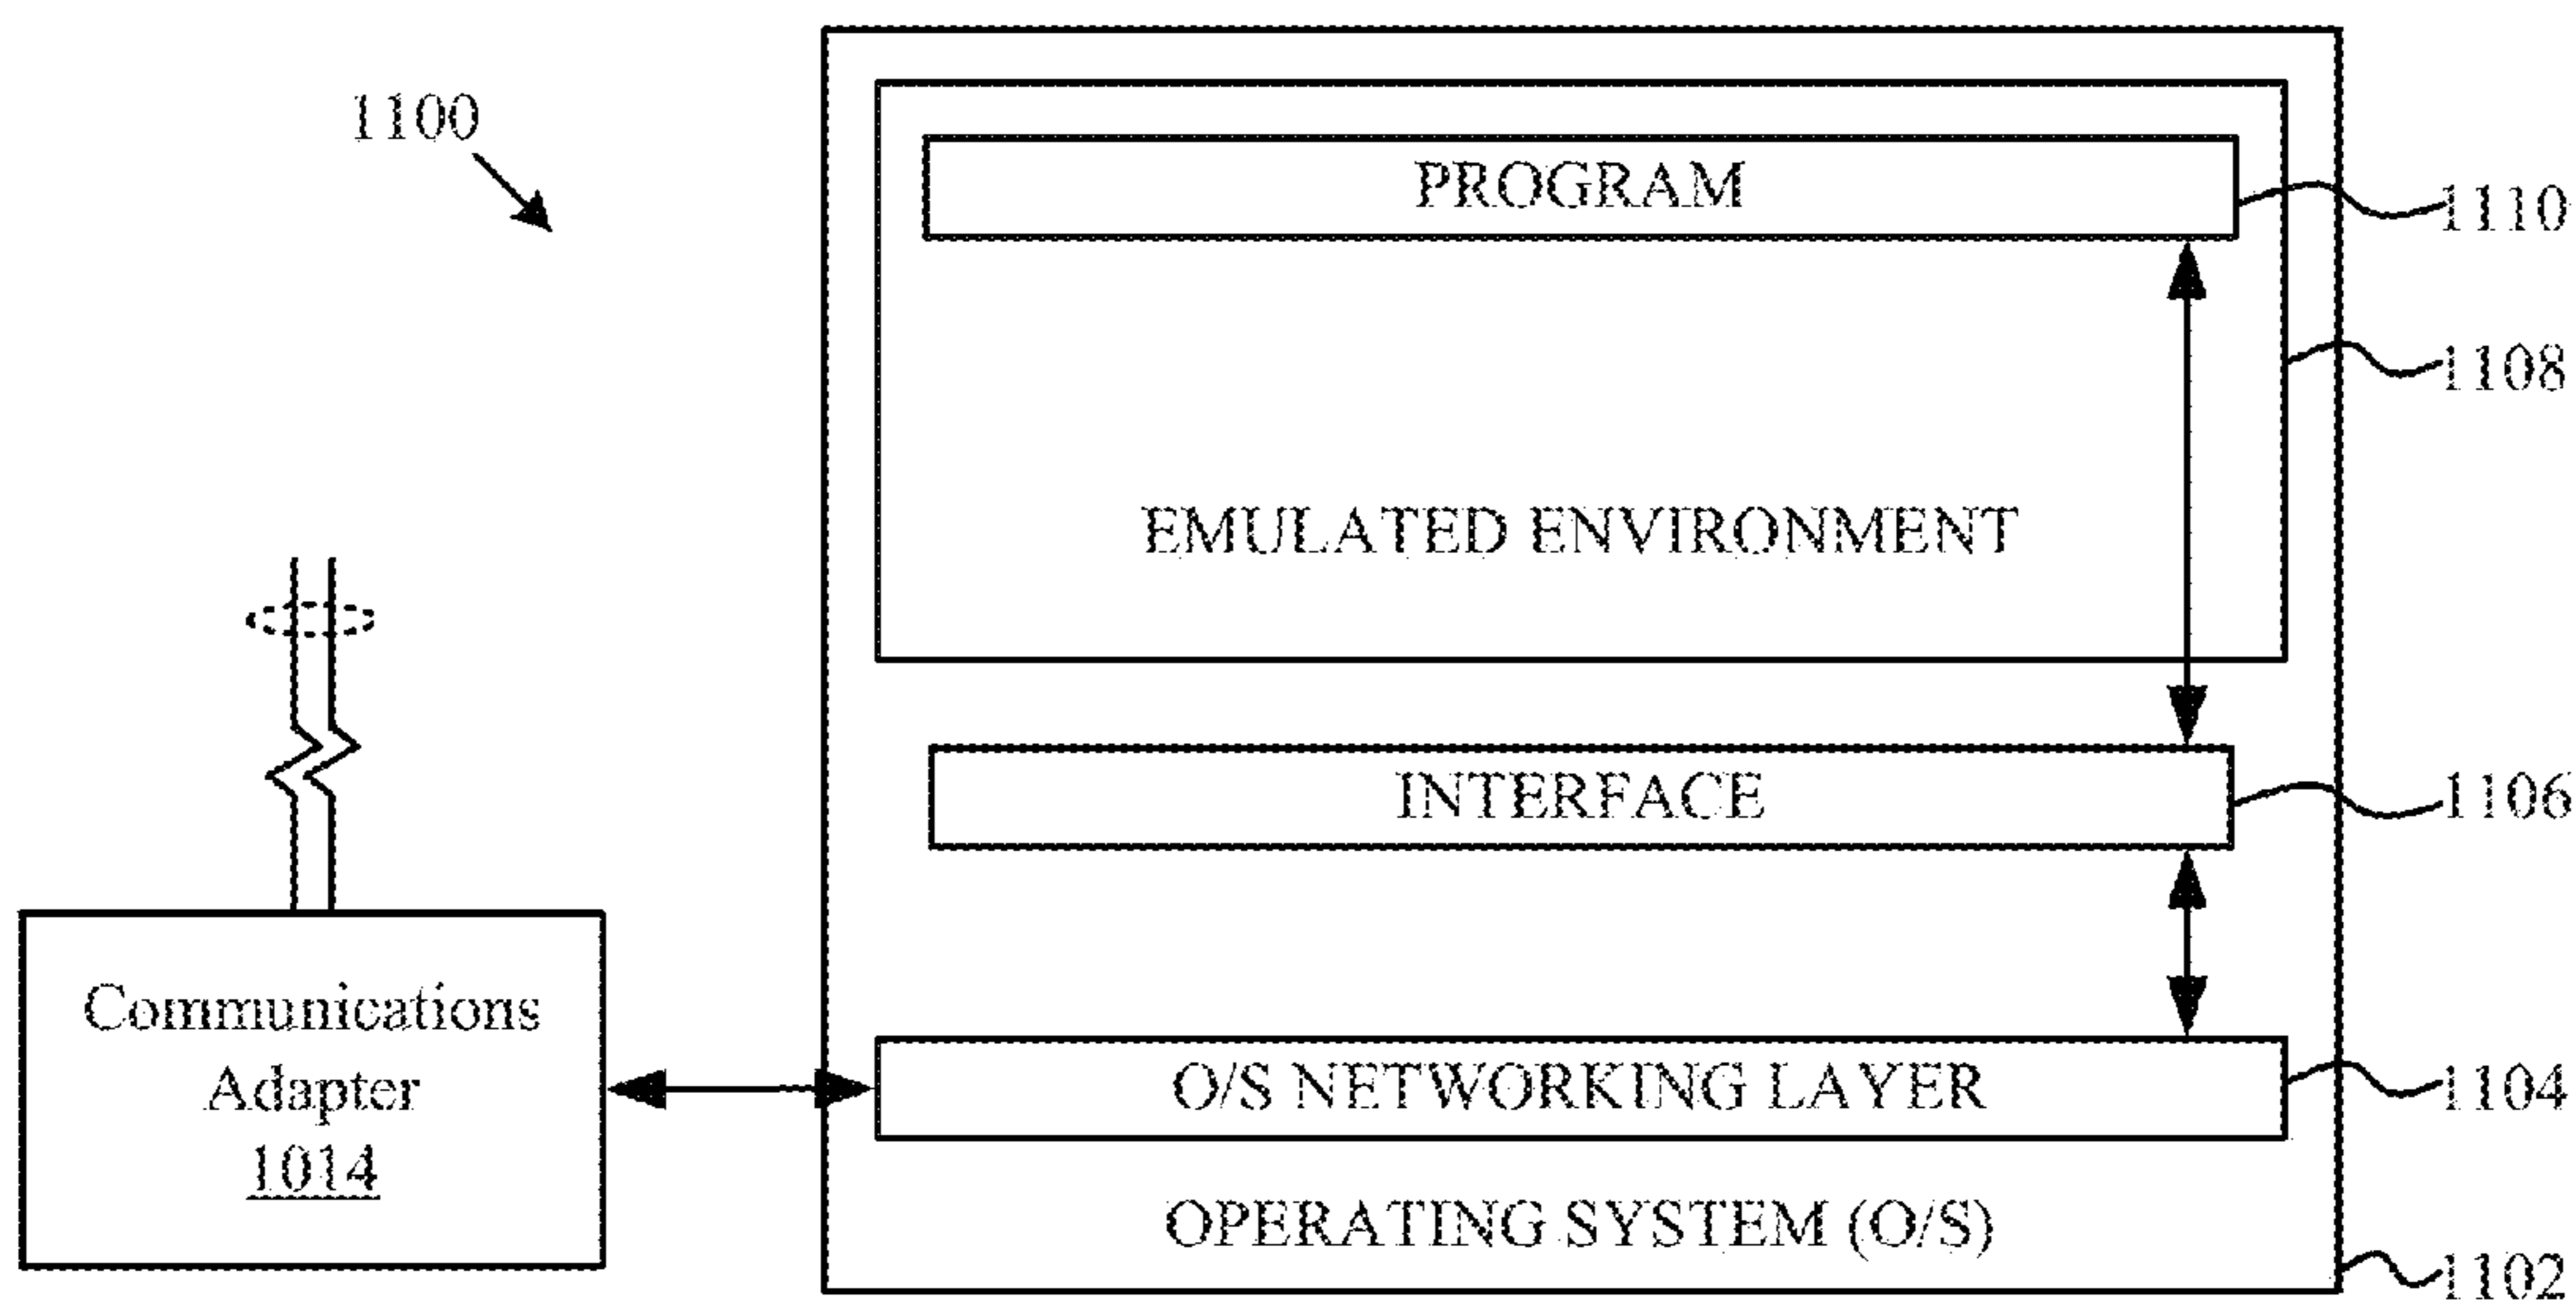 1100
PROGRAM
1110
1108
EMULATED ENVIRONMENT
INTERFACE
1106
Communications
Adapter
1014
O/S NETWORKING LAYER
1104
OPERATING SYSTEM (O/S)
1102